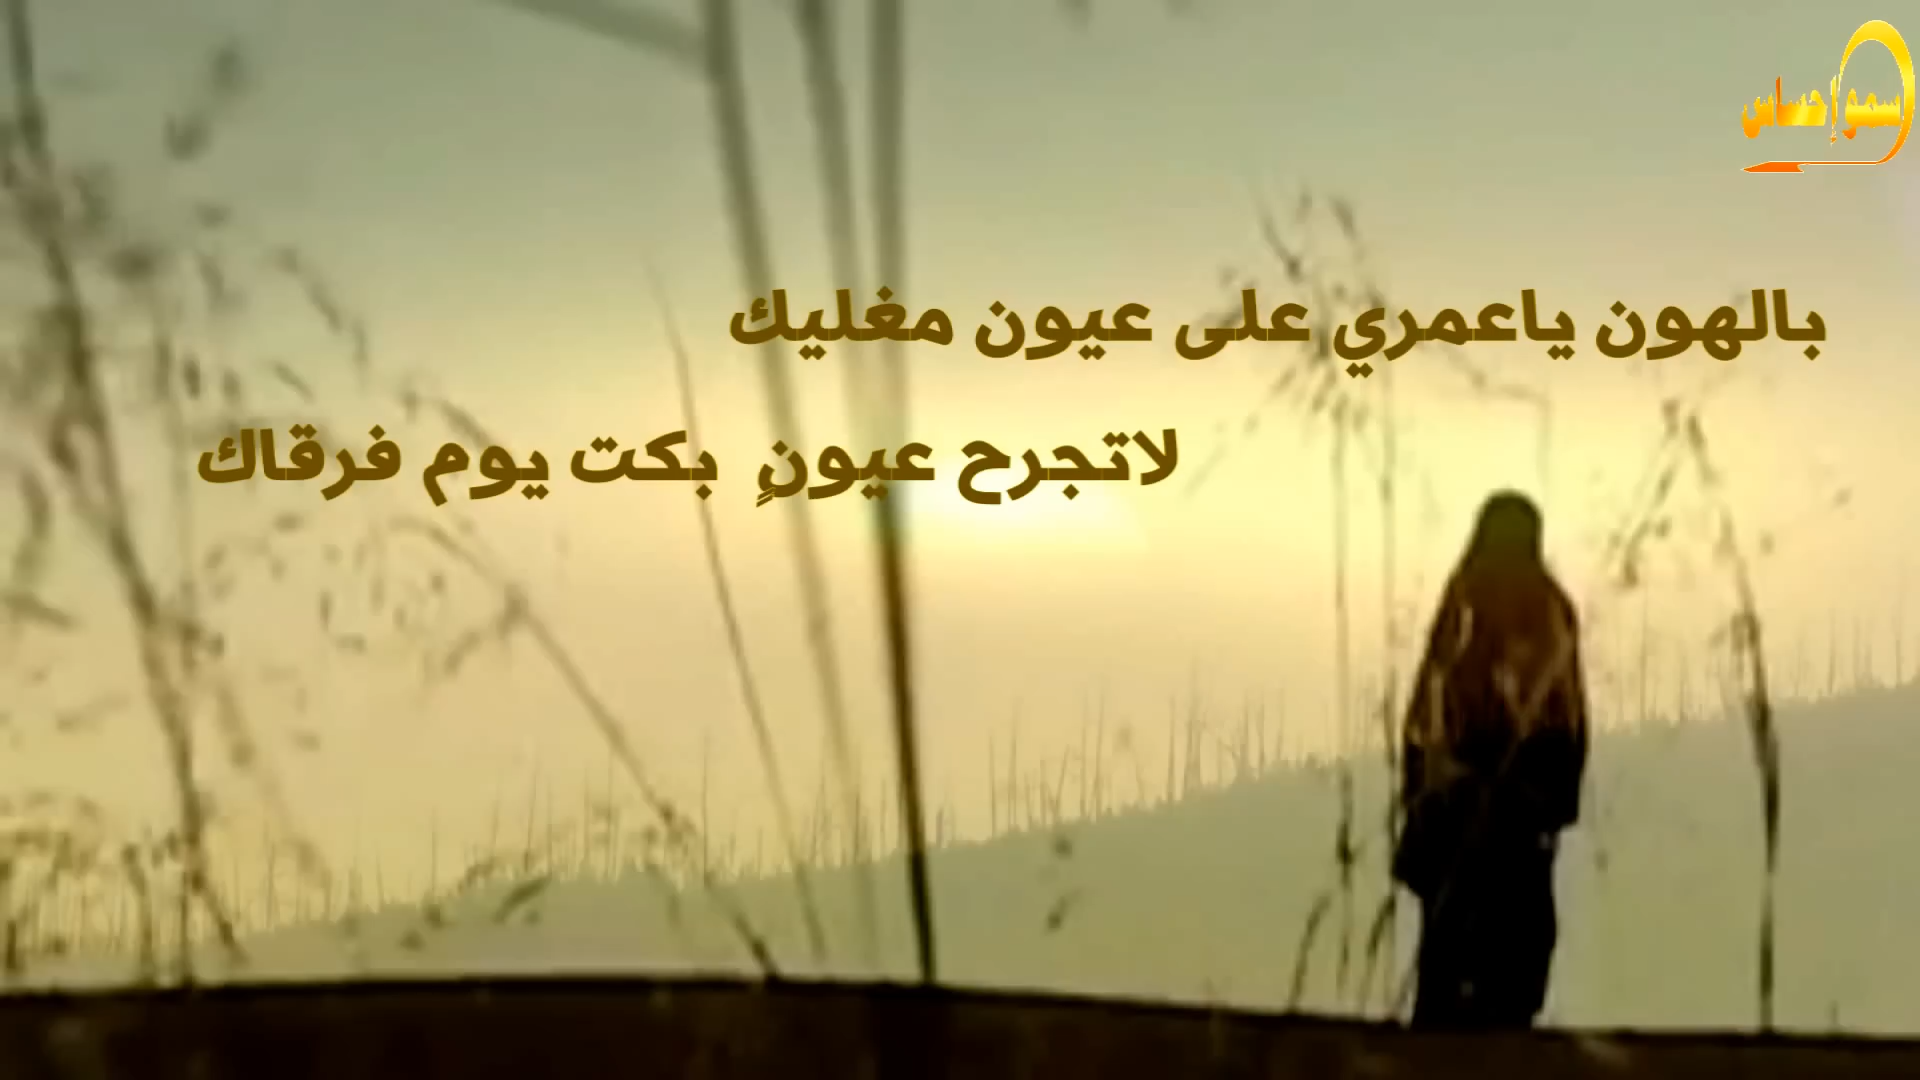 سمو إحساس
بالهون ياعمري على عيون مغليك
لاتجرح عيونٍ بكت يوم فرقاك